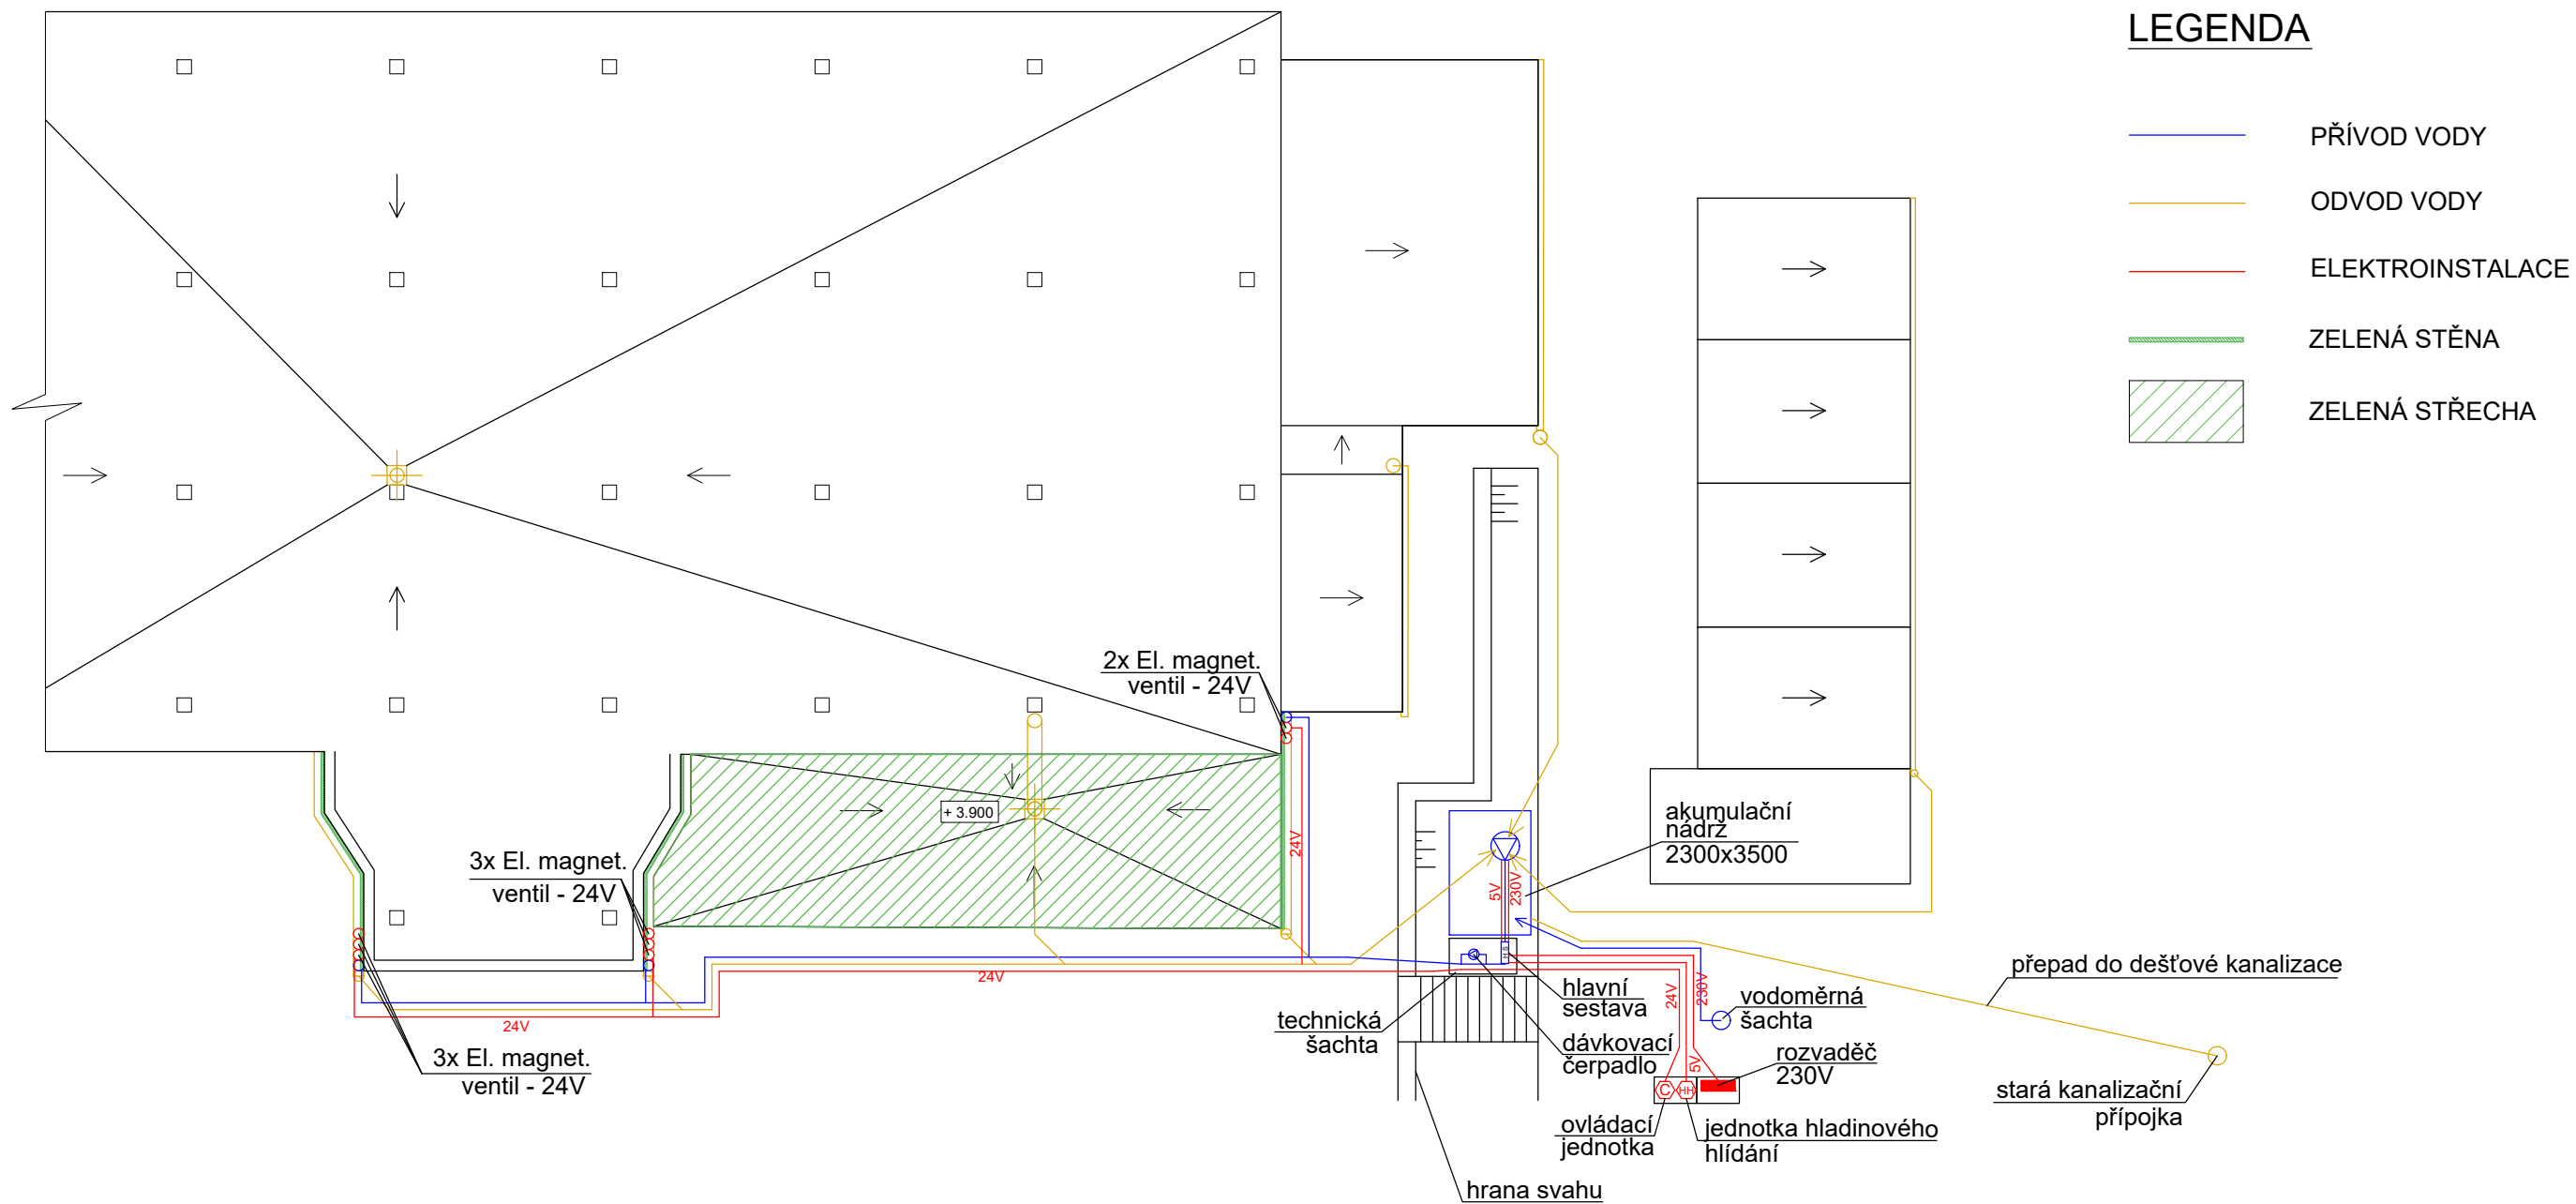 LEGENDA
PŘÍVOD VODY
ODVOD VODY
ELEKTROINSTALACE
ZELENÁ STĚNA
ZELENÁ STŘECHA
2x El. magnet.
ventil - 24V
+ 3.900
24V
akumulační
nádrž
2300x3500
3x El. magnet.
ventil - 24V
5V
230V
H S
24V
24V
3x El. magnet.
ventil - 24V
technická
šachta
hlavní
sestava
dávkovací
čerpadlo
24V
230V
5V
vodoměrná
šachta
rozvaděč
230V
přepad do dešťové kanalizace
stará kanalizační
přípojka
C
HH
ovládací
jednotka
jednotka hladinového
hlídání
hrana svahu